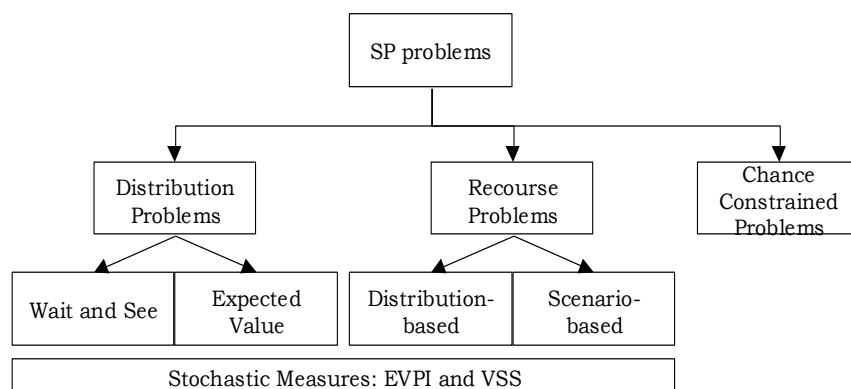 SP problems
Distribution
Problems
Recourse
Problems
Chance
Constrained
Problems
Wait and See
Expected
Value
Distribution-
based
Scenario-
based
Stochastic Measures: EVPI and VSS